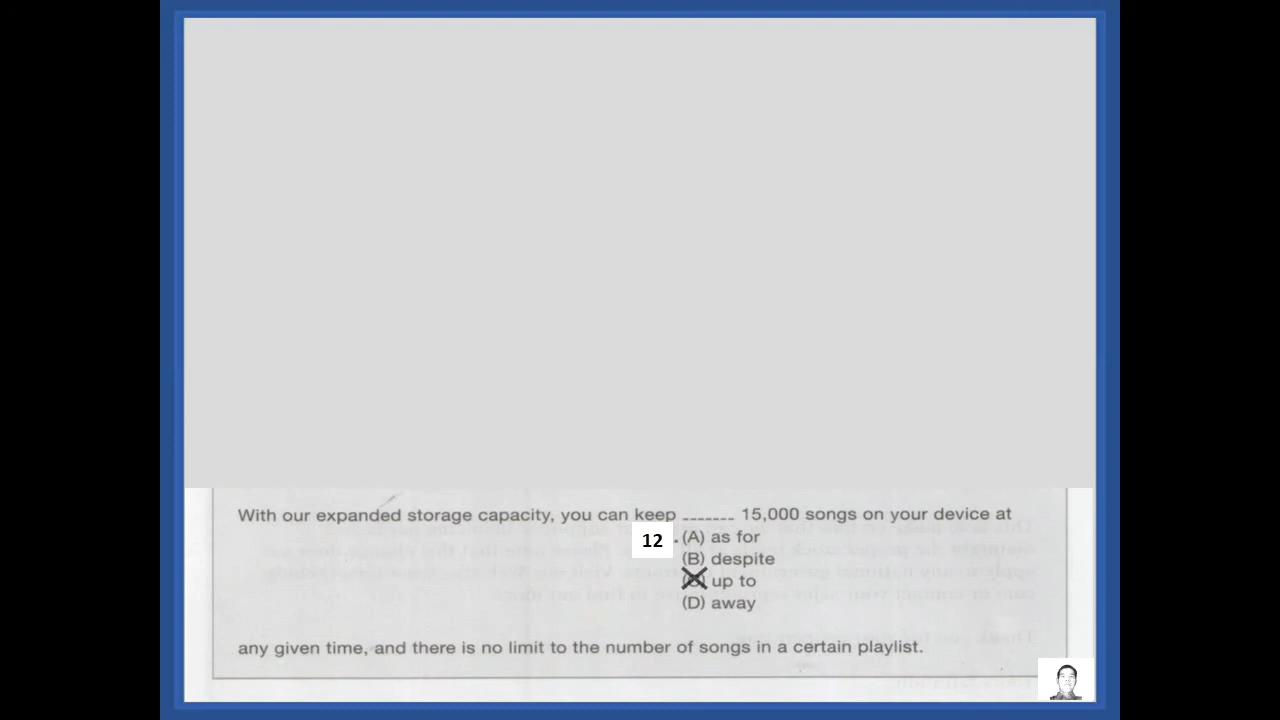 With our expanded storage capacity, you can keep _______ 15,000 songs on your device at
12 . (A) as for
(B) despite
up to
(D) away
any given time, and there is no limit to the number of songs in a certain playlist.